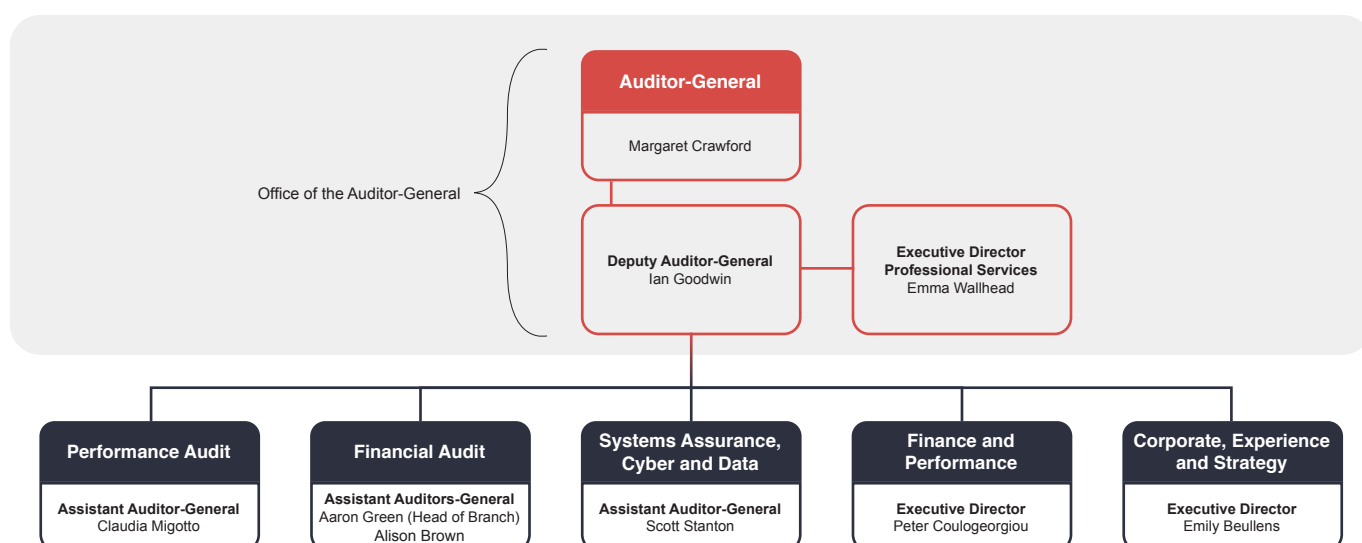 Auditor-General
Margaret Crawford
Office of the Auditor-General
Deputy Auditor-General
Ian Goodwin
Executive Director
Professional Services
Emma Wallhead
Performance Audit
Assistant Auditor-General
Claudia Migotto
Financial Audit
Assistant Auditors-General
Aaron Green (Head of Branch)
Alison Brown
Systems Assurance,
Cyber and Data
Assistant Auditor-General
Scott Stanton
Finance and
Performance
Executive Director
Peter Coulogeorgiou
Corporate, Experience
and Strategy
Executive Director
Emily Beullens